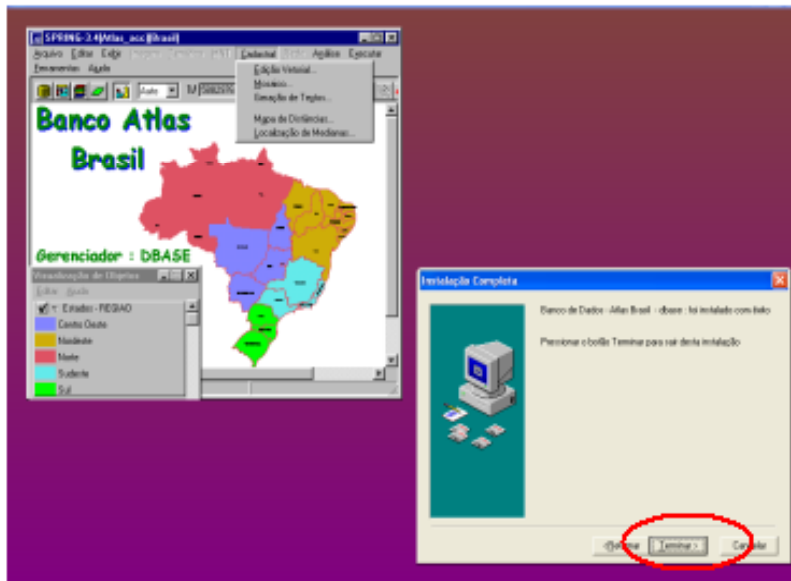 SPRING-3.4[Atlas_acc][Brasil]
Arquivo Editar Exibir Cadastral Análise Executar
Ferramentas Ajuda
Edição Vetorial...
Mosaico...
Geração de Textos...
Mapa de Distâncias...
Localização de Medianas...
Auto
Banco Atlas
Brasil
Gerenciador : DBASE
Visualização de Objetos
Editar Ajuda
Estados - REGIAO
Centro Oeste
Nordeste
Norte
Sudeste
Sul
Instalação Completa
Banco de Dados - Atlas Brasil - dbase : foi instalado com êxito
Pressionar o botão Terminar para sair desta instalação
Terminar > Cancelar